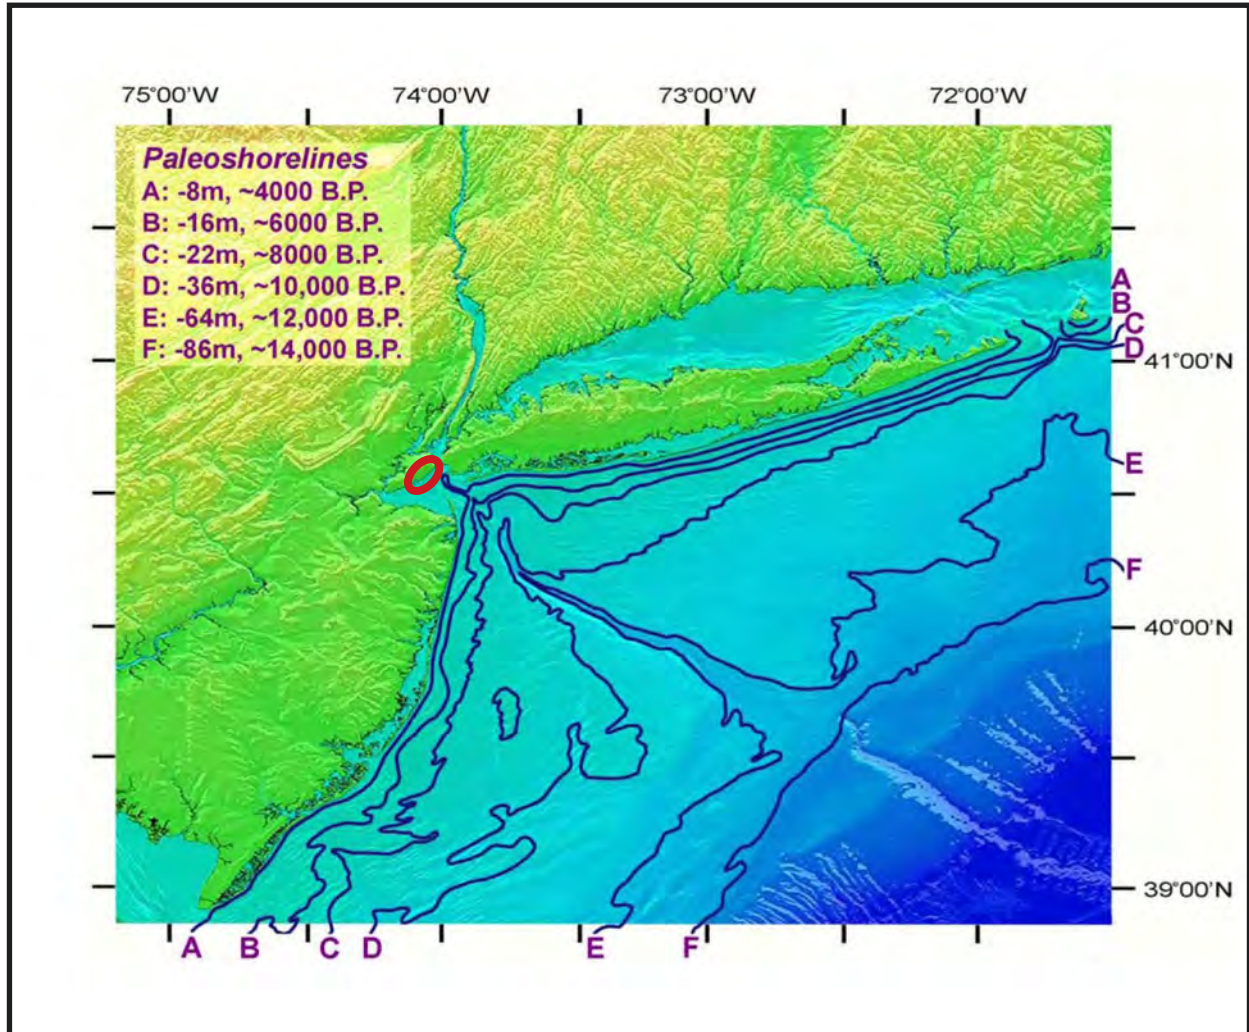 75°00'W 74°00'W 73°00'W 72°00'W
Paleoshorelines
A: -8m, ~4000 B.P.
B: -16m, ~6000 B.P.
C: -22m, ~8000 B.P.
D: -36m, ~10,000 B.P.
E: -64m, ~12,000 B.P.
F: -86m, ~14,000 B.P.
A
B
C
D
41°00'N
E
F
40°00'N
39°00'N
A B C D E F